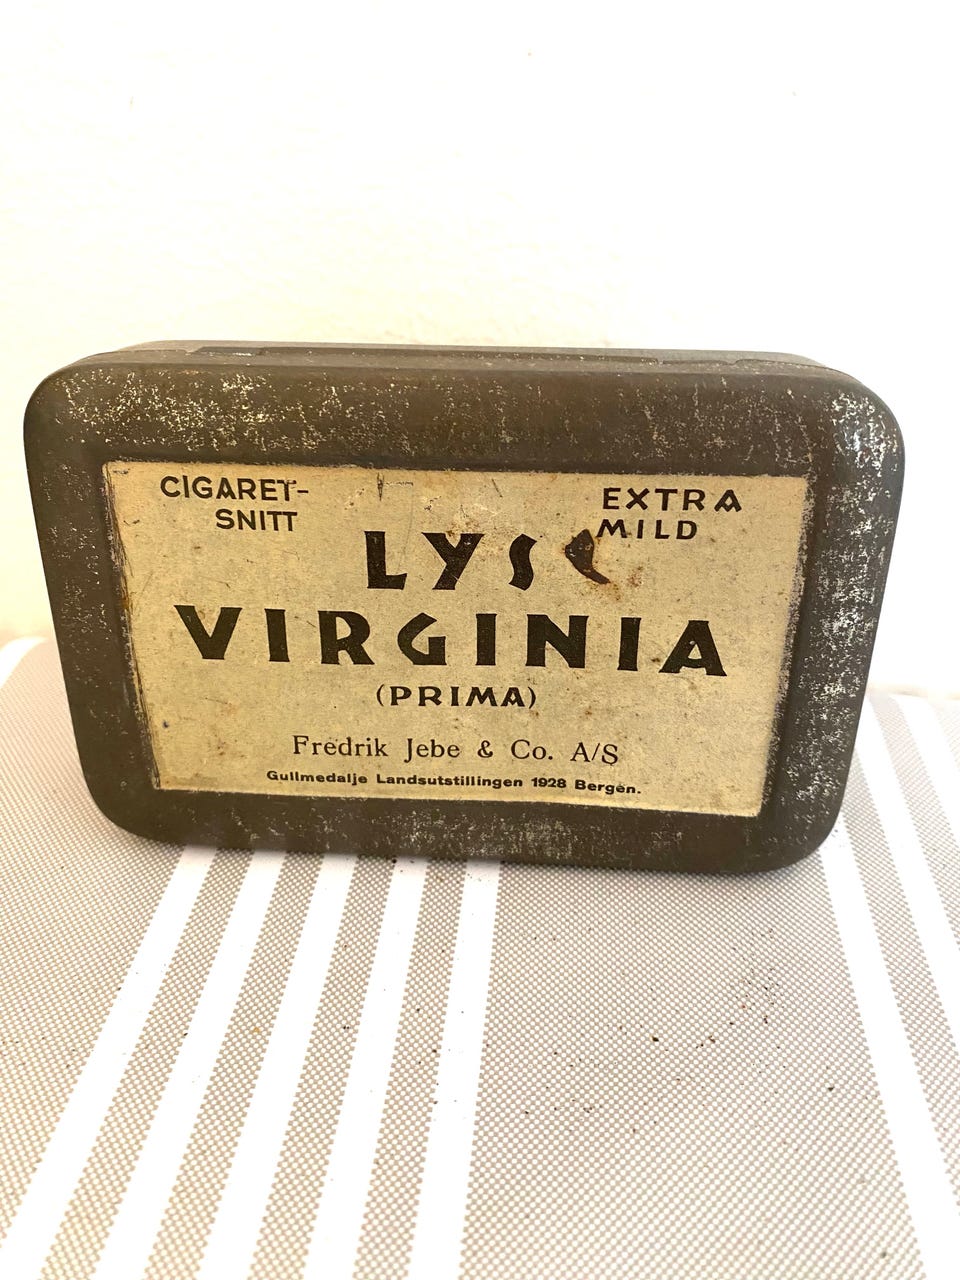 CIGARET-
SNITT
EXTRA
MILD
LYS
VIRGINIA
(PRIMA)
Fredrik Jebe & Co. A/S
Gullmedalje Landsutstillingen 1928 Bergen.